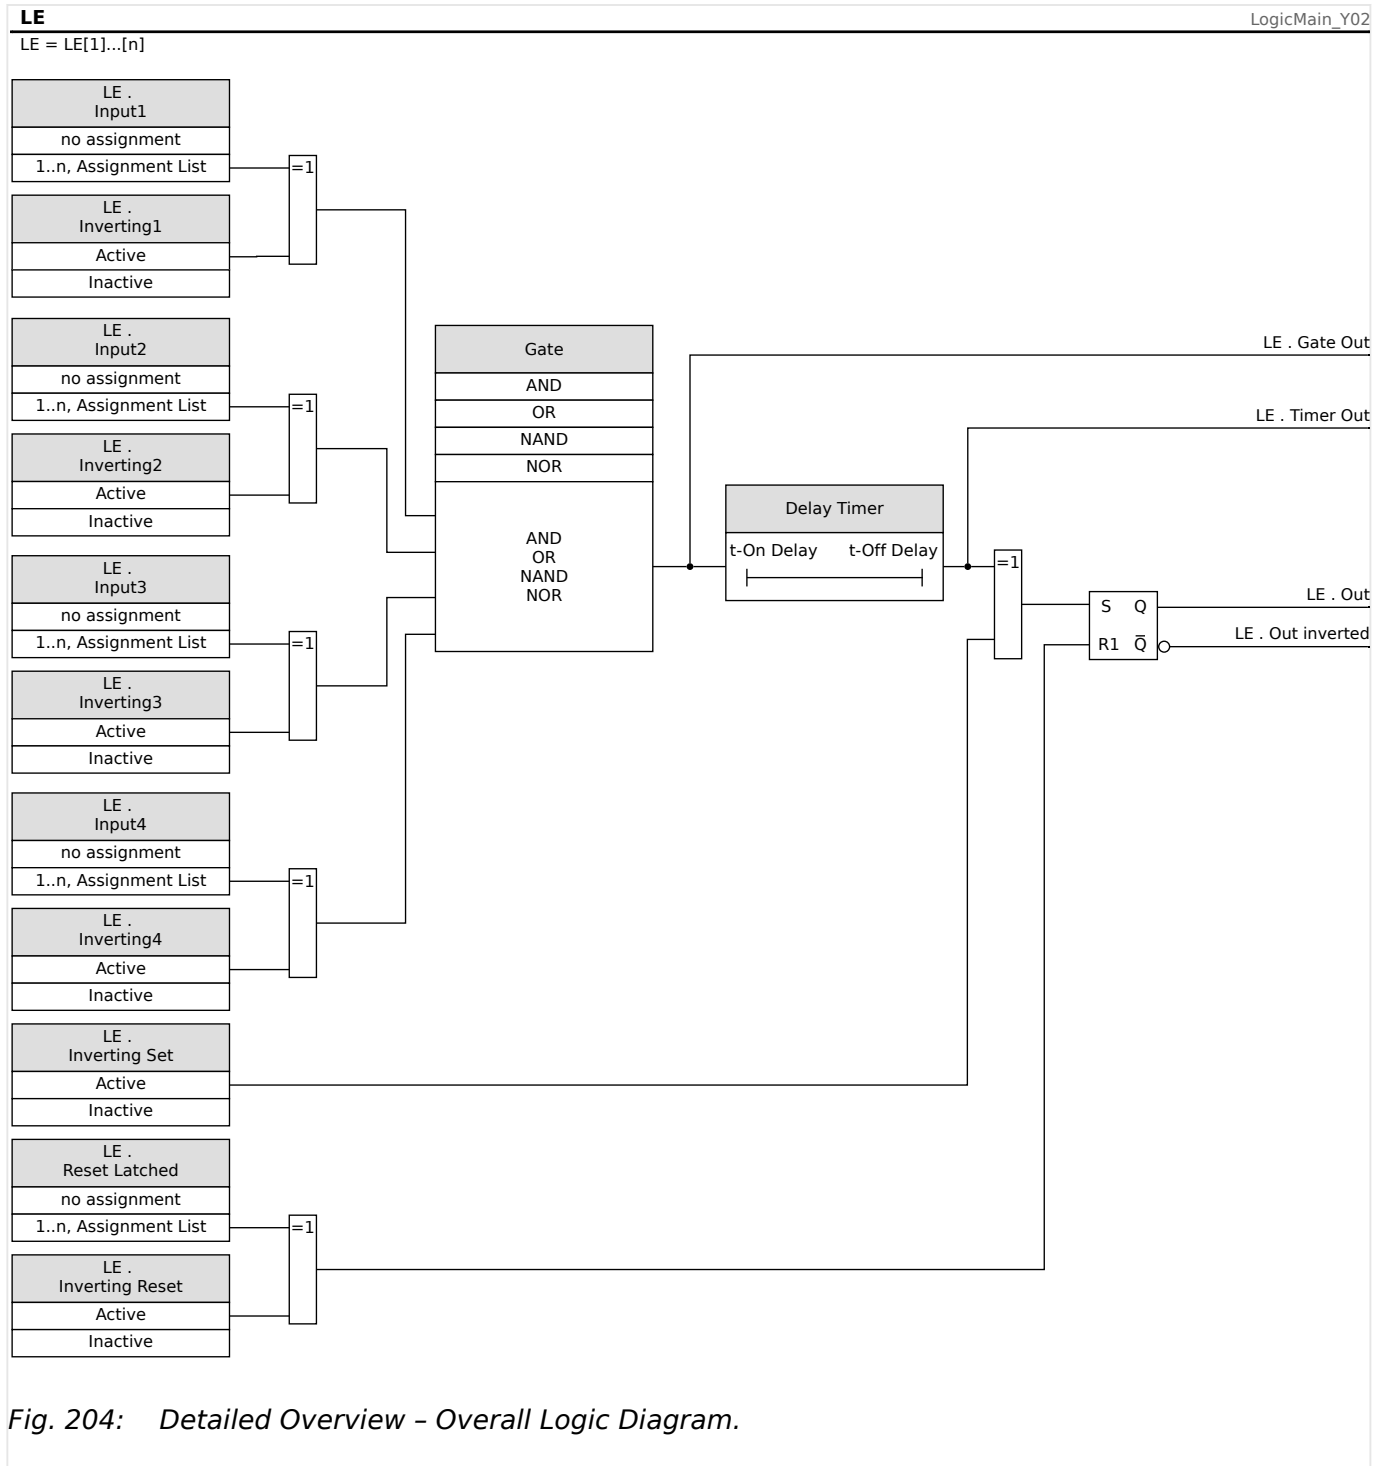 LE
LogicMain_Y02
LE = LE[1]...[n]
LE .
Input1
no assignment
1..n, Assignment List
=1
LE .
Inverting1
Active
Inactive
LE .
Input2
no assignment
1..n, Assignment List
=1
LE .
Inverting2
Active
Inactive
LE .
Input3
no assignment
1..n, Assignment List
=1
LE .
Inverting3
Active
Inactive
LE .
Input4
no assignment
1..n, Assignment List
=1
LE .
Inverting4
Active
Inactive
LE .
Inverting Set
Active
Inactive
LE .
Reset Latched
no assignment
1..n, Assignment List
=1
LE .
Inverting Reset
Active
Inactive
Gate
AND
OR
NAND
NOR
AND
OR
NAND
NOR
Delay Timer
t-On Delay t-Off Delay
=1
S Q
R1 Q̅
LE . Gate Out
LE . Timer Out
LE . Out
LE . Out inverted
Fig. 204: Detailed Overview – Overall Logic Diagram.